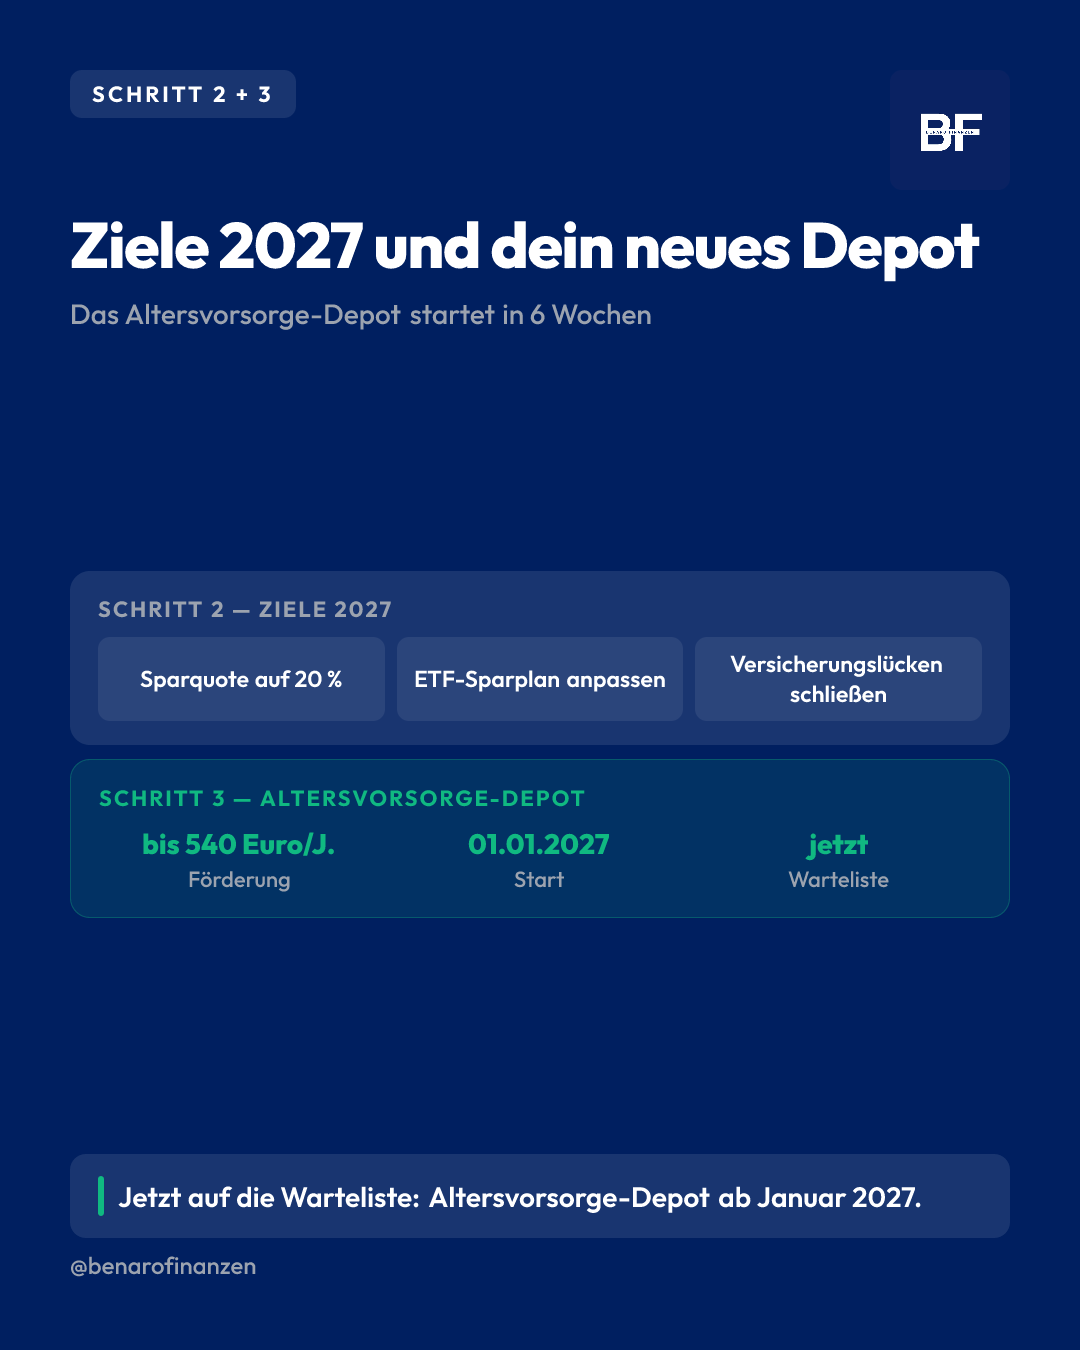 SCHRITT 2 + 3
BF
Ziele 2027 und dein neues Depot
Das Altersvorsorge-Depot startet in 6 Wochen
SCHRITT 2 — ZIELE 2027
Sparquote auf 20 %
ETF-Sparplan anpassen
Versicherungslücken
schließen
SCHRITT 3 — ALTERSVORSORGE-DEPOT
bis 540 Euro/J.
01.01.2027
jetzt
Förderung
Start
Warteliste
Jetzt auf die Warteliste: Altersvorsorge-Depot ab Januar 2027.
@benarofinanzen